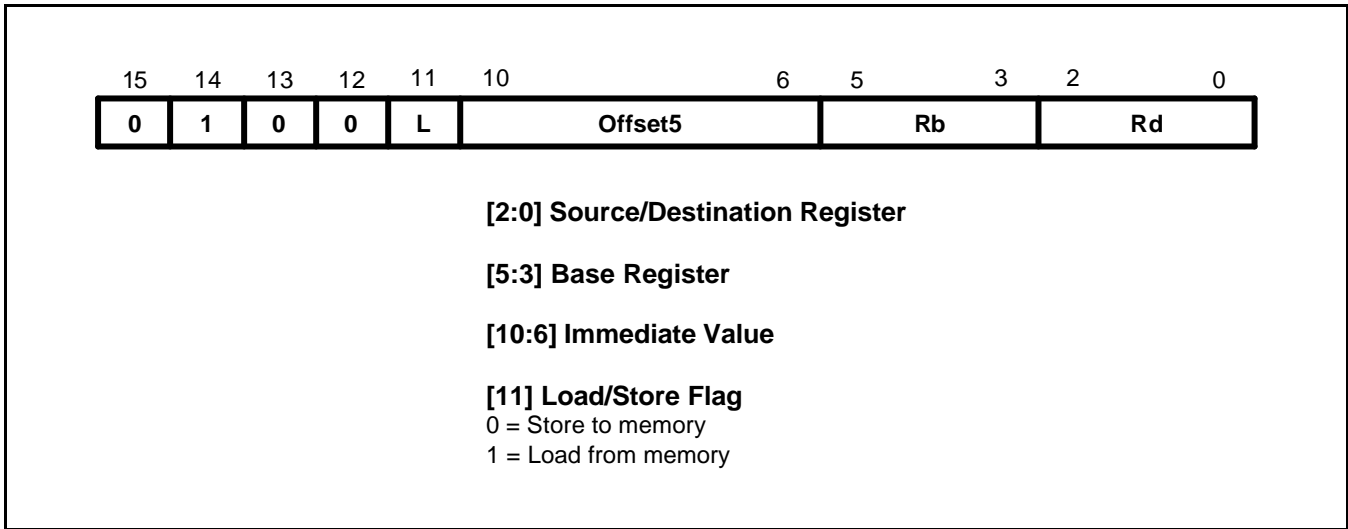 15 14 13 12 11 10 6 5 3 2 0
0 1 0 0 L Offset5 Rb Rd
[2:0] Source/Destination Register
[5:3] Base Register
[10:6] Immediate Value
[11] Load/Store Flag
0 = Store to memory
1 = Load from memory